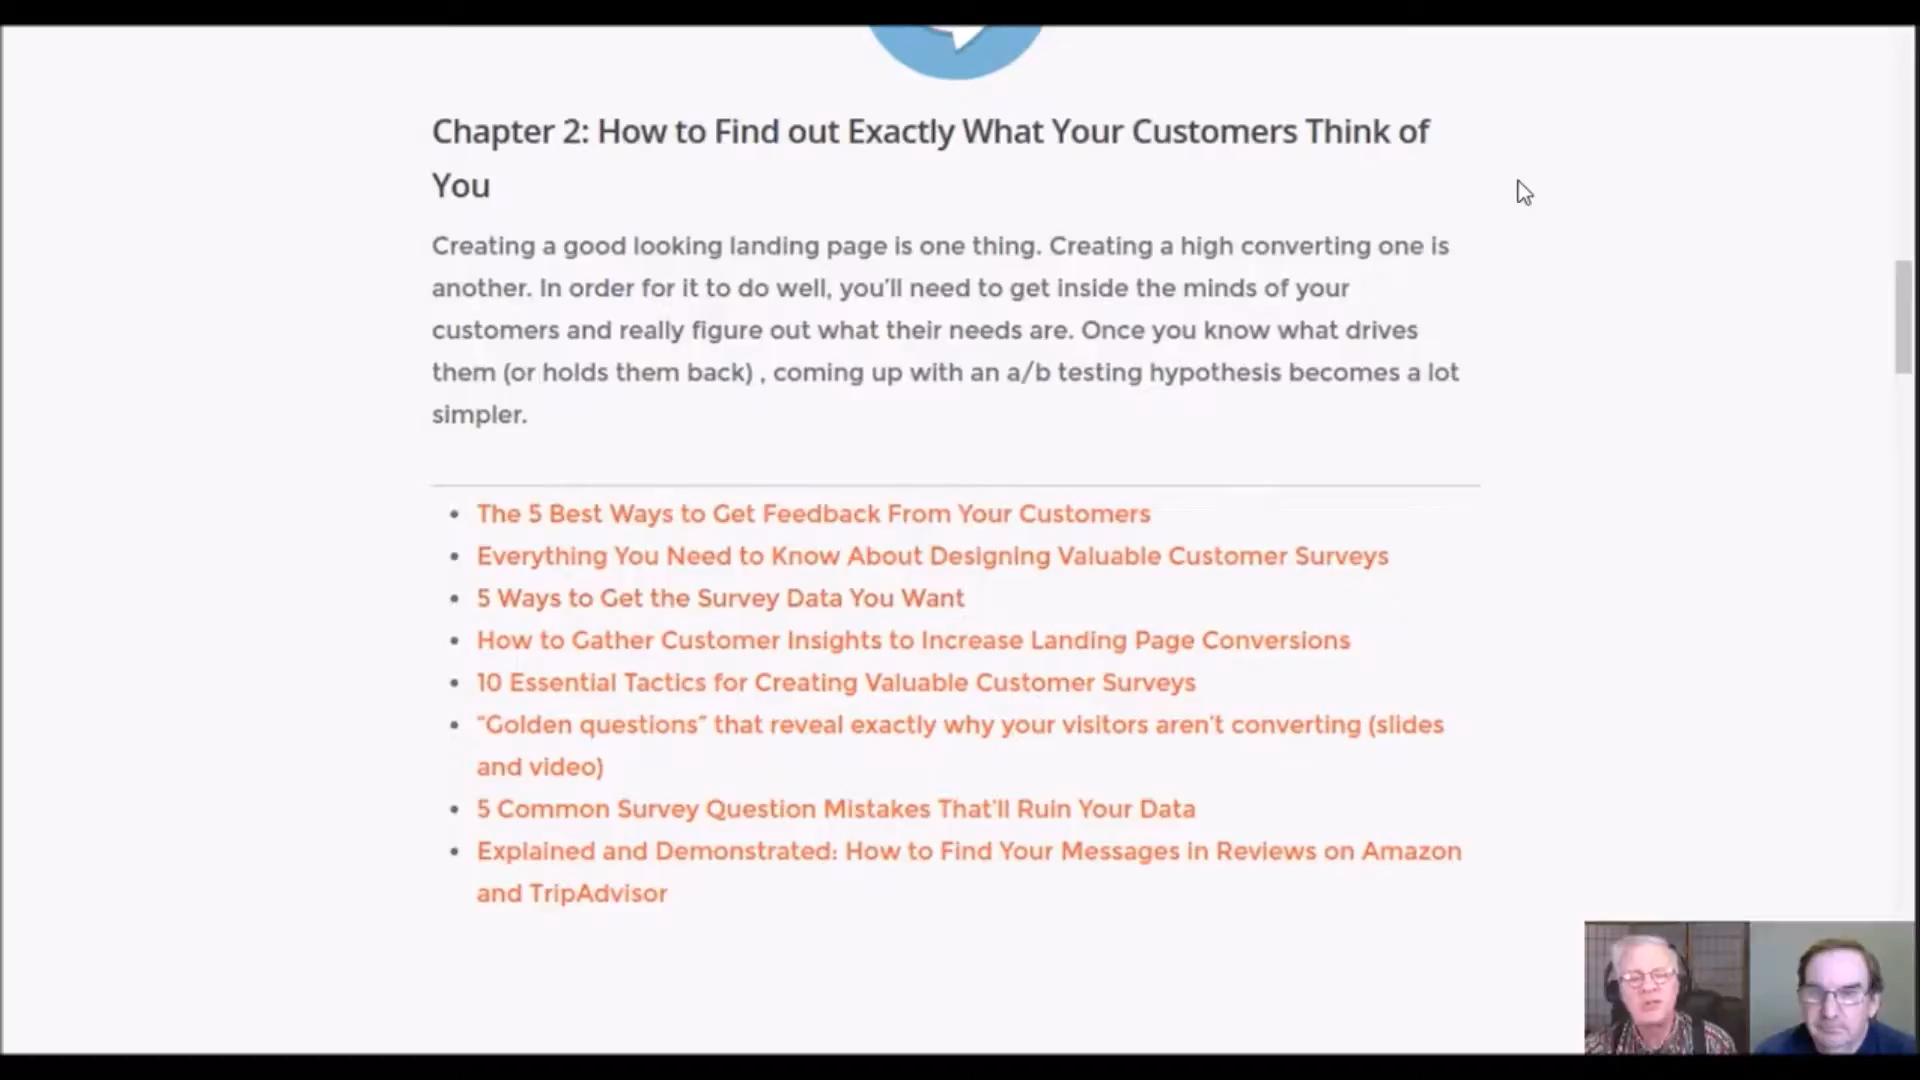 Chapter 2: How to Find out Exactly What Your Customers Think of
You
Creating a good looking landing page is one thing. Creating a high converting one is
another. In order for it to do well, you'll need to get inside the minds of your
customers and really figure out what their needs are. Once you know what drives
them (or holds them back) , coming up with an a/b testing hypothesis becomes a lot
simpler.
• The 5 Best Ways to Get Feedback From Your Customers
• Everything You Need to Know About Designing Valuable Customer Surveys
• 5 Ways to Get the Survey Data You Want
• How to Gather Customer Insights to Increase Landing Page Conversions
• 10 Essential Tactics for Creating Valuable Customer Surveys
• “Golden questions” that reveal exactly why your visitors aren't converting (slides
and video)
• 5 Common Survey Question Mistakes That'll Ruin Your Data
• Explained and Demonstrated: How to Find Your Messages in Reviews on Amazon
and TripAdvisor